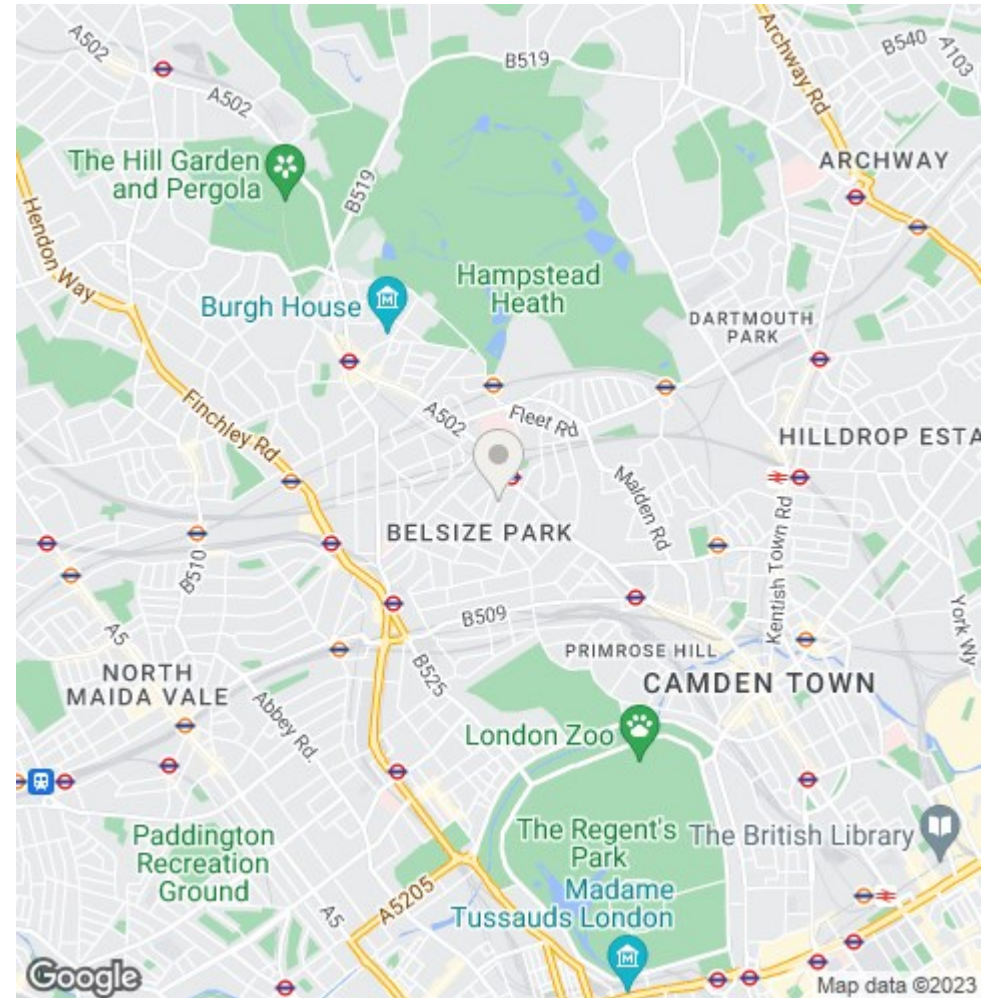 A502
B519
B540
A103
Archway Rd
A502
The Hill Garden
and Pergola
B519
ARCHWAY
Hendon Way
Hampstead
Heath
Burgh House
DARTMOUTH
PARK
A502
Fleet Rd
Finchley Rd
HILLDROP ESTA
Malden Rd
BELSIZE PARK
Kentish Town Rd
B510
York Wy
B509
A5
PRIMROSE HILL
NORTH
MAIDA VALE
B525
CAMDEN TOWN
Abbey Rd.
London Zoo
The Regent's
Park
The British Library
Paddington
Recreation
Ground
Madame
Tussauds London
A5205
A5
Google
Map data ©2023